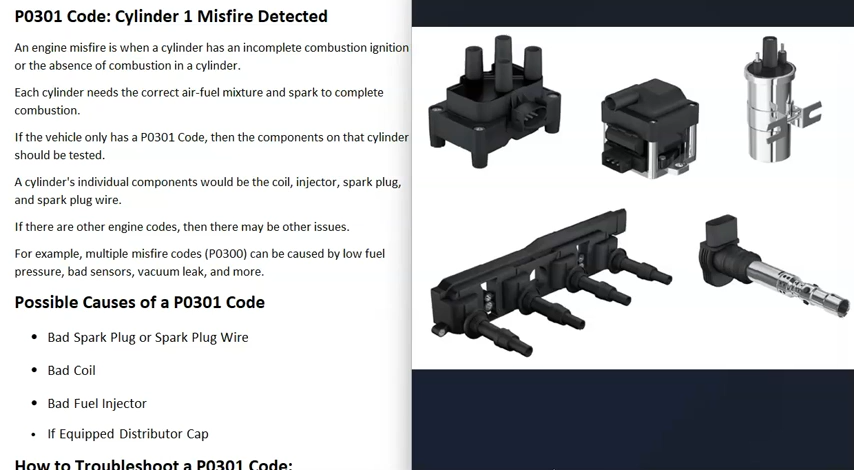 P0301 Code: Cylinder 1 Misfire Detected
An engine misfire is when a cylinder has an incomplete combustion ignition
or the absence of combustion in a cylinder.
Each cylinder needs the correct air-fuel mixture and spark to complete
combustion.
If the vehicle only has a P0301 Code, then the components on that cylinder
should be tested.
A cylinder's individual components would be the coil, injector, spark plug,
and spark plug wire.
If there are other engine codes, then there may be other issues.
For example, multiple misfire codes (P0300) can be caused by low fuel
pressure, bad sensors, vacuum leak, and more.
Possible Causes of a P0301 Code
• Bad Spark Plug or Spark Plug Wire
• Bad Coil
• Bad Fuel Injector
• If Equipped Distributor Cap
How to Troubleshoot a P0301 Code: